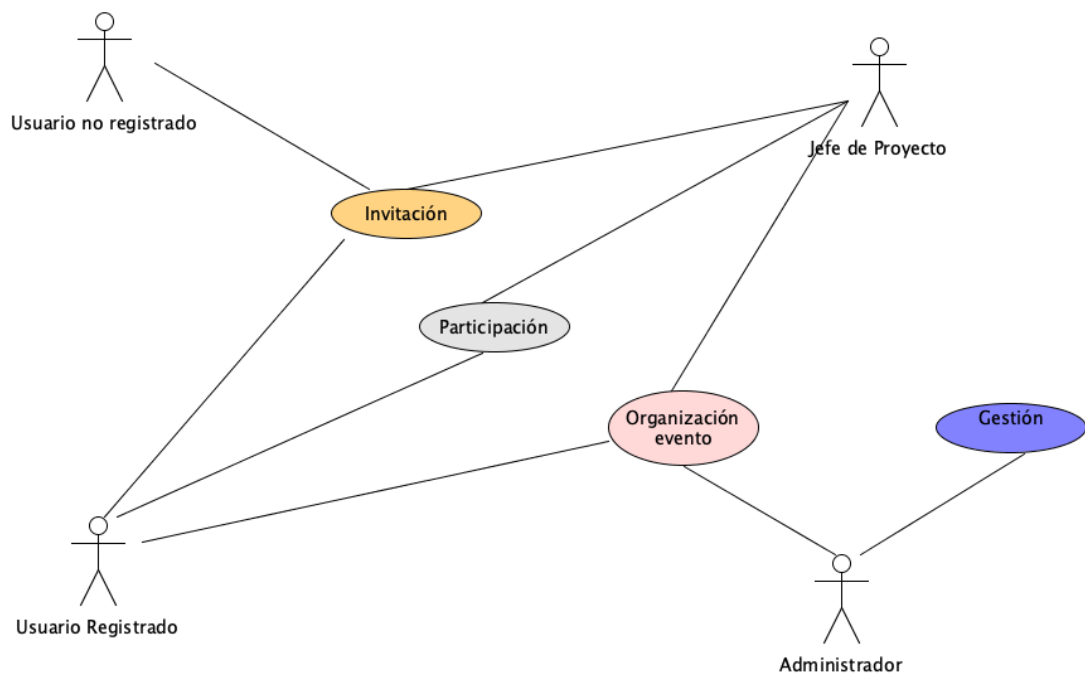 Usuario no registrado
Jefe de Proyecto
Invitación
Participación
Organización
evento
Gestión
Usuario Registrado
Administrador